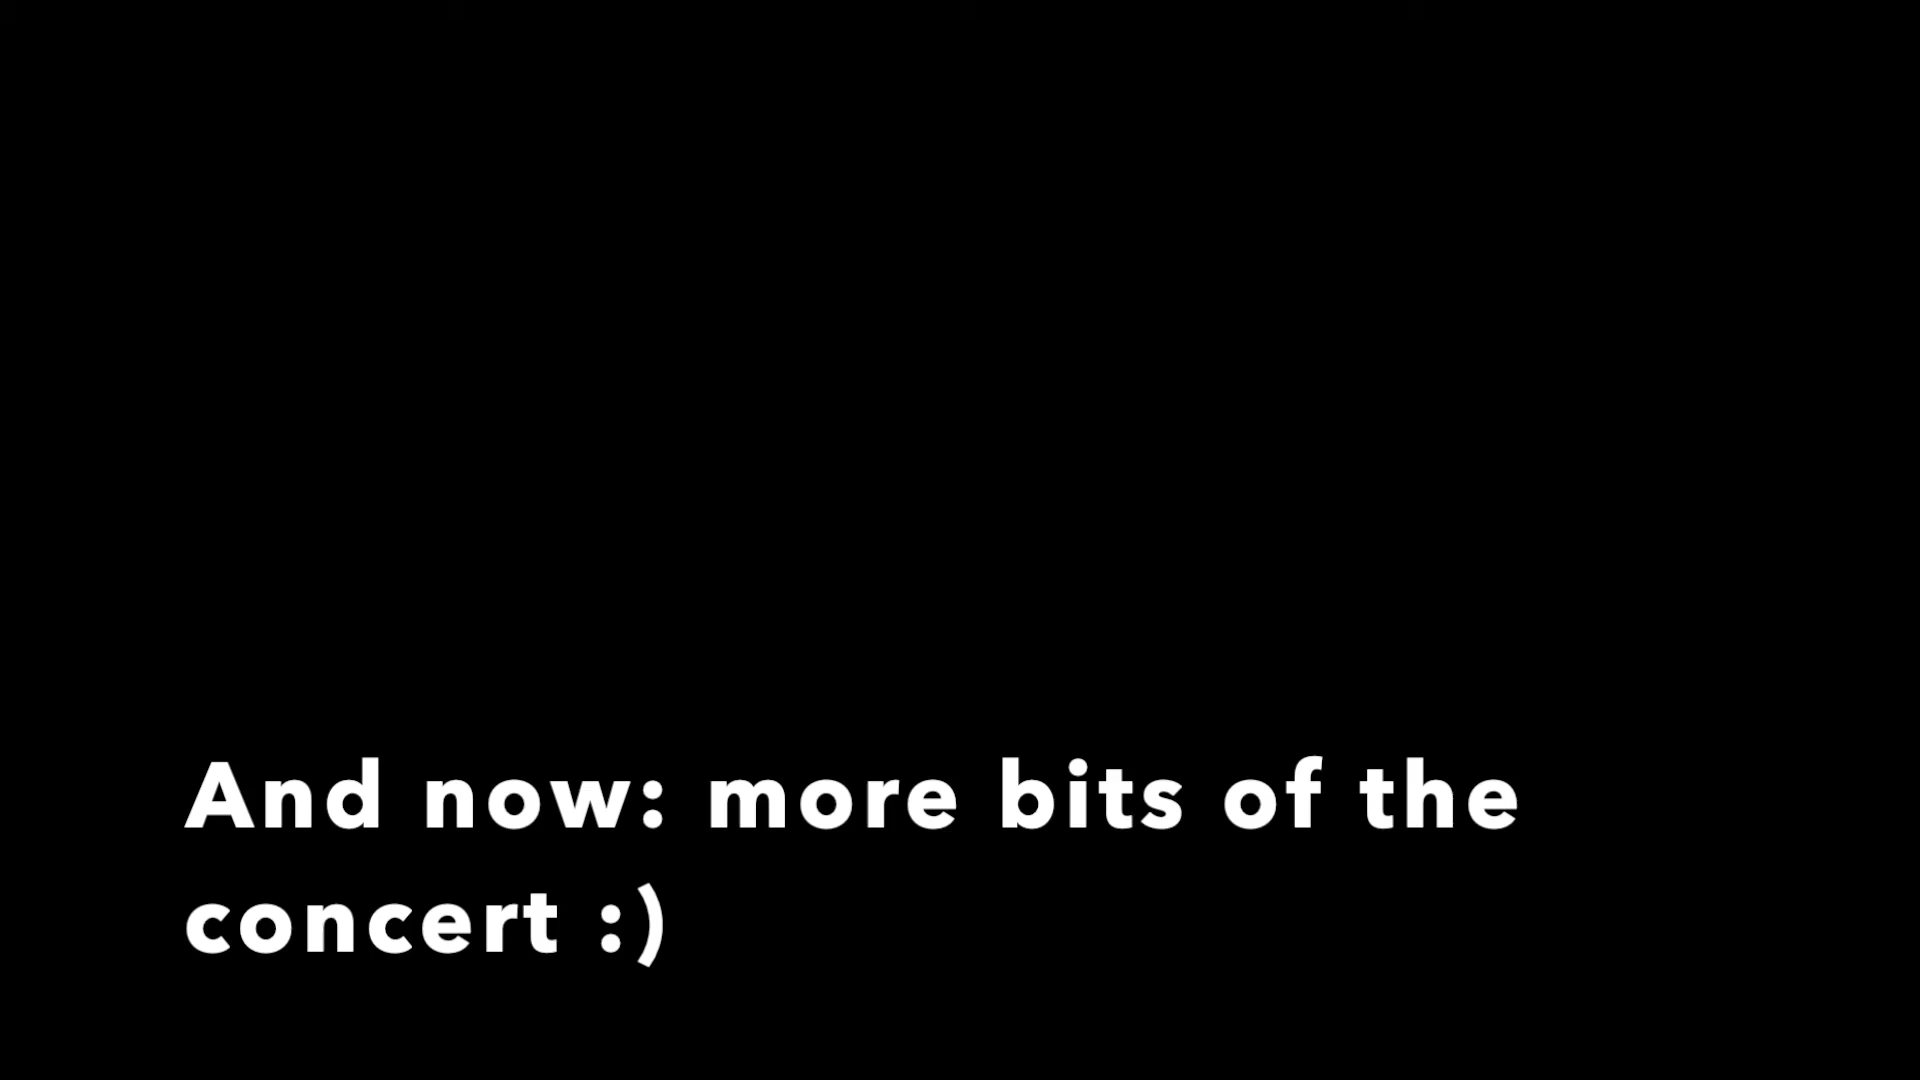 And now: more bits of the
concert :)